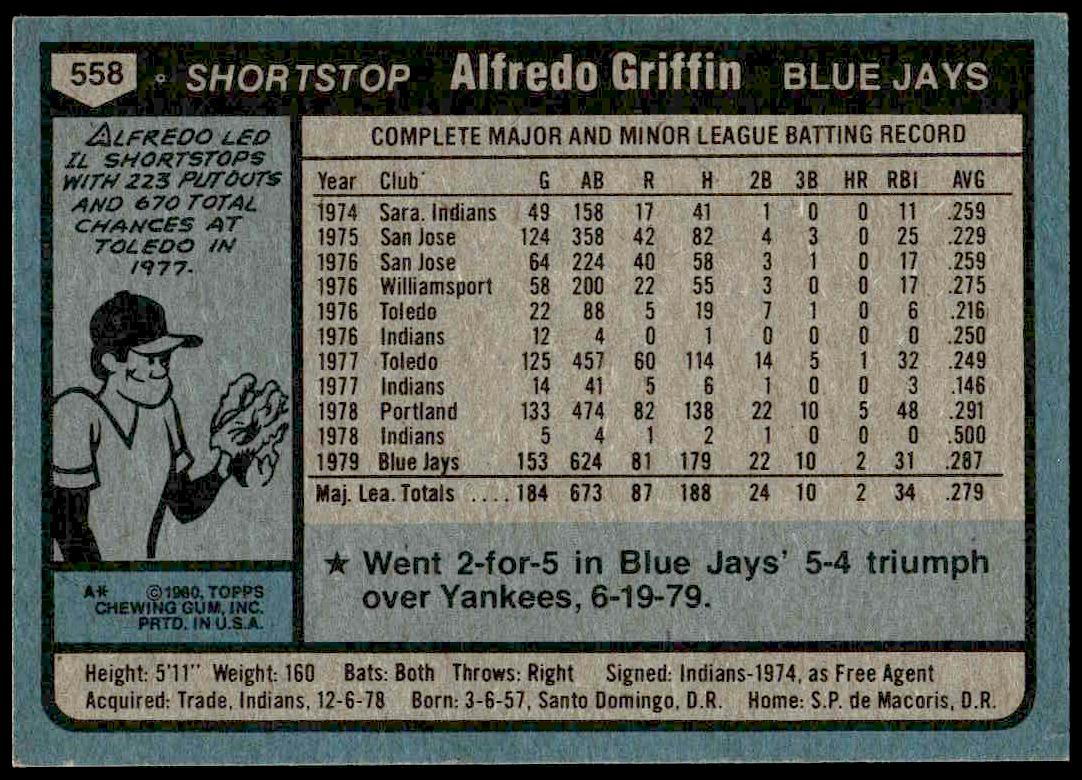 558 SHORTSTOP Alfredo Griffin BLUE JAYS
ALFREDO LED
IL SHORTSTOPS
WITH 223 PUTOUTS
AND 670 TOTAL
CHANCES AT
TOLEDO IN
1977.
COMPLETE MAJOR AND MINOR LEAGUE BATTING RECORD
Year Club G AB R H 2B 3B HR RBI AVG
1974 Sara. Indians 49 158 17 41 1 0 0 11 .259
1975 San Jose 124 358 42 82 4 3 0 25 .229
1976 San Jose 64 224 40 58 3 1 0 17 .259
1976 Williamsport 58 200 22 55 3 0 0 17 .275
1976 Toledo 22 88 5 19 7 1 0 6 .216
1976 Indians 12 4 0 1 0 0 0 0 .250
1977 Toledo 125 457 60 114 14 5 1 32 .249
1977 Indians 14 41 5 6 1 0 0 3 .146
1978 Portland 133 474 82 138 22 10 5 48 .291
1978 Indians 5 4 1 2 1 0 0 0 .500
1979 Blue Jays 153 624 81 179 22 10 2 31 .287
Maj. Lea. Totals ....184 673 87 188 24 10 2 34 .279
★ Went 2-for-5 in Blue Jays' 5-4 triumph
over Yankees, 6-19-79.
A* ©1980, TOPPS
CHEWING GUM, INC.
PRTD. IN U.S.A.
Height: 5'11" Weight: 160 Bats: Both Throws: Right Signed: Indians-1974, as Free Agent
Acquired: Trade, Indians, 12-6-78 Born: 3-6-57, Santo Domingo, D.R. Home: S.P. de Macoris, D.R.